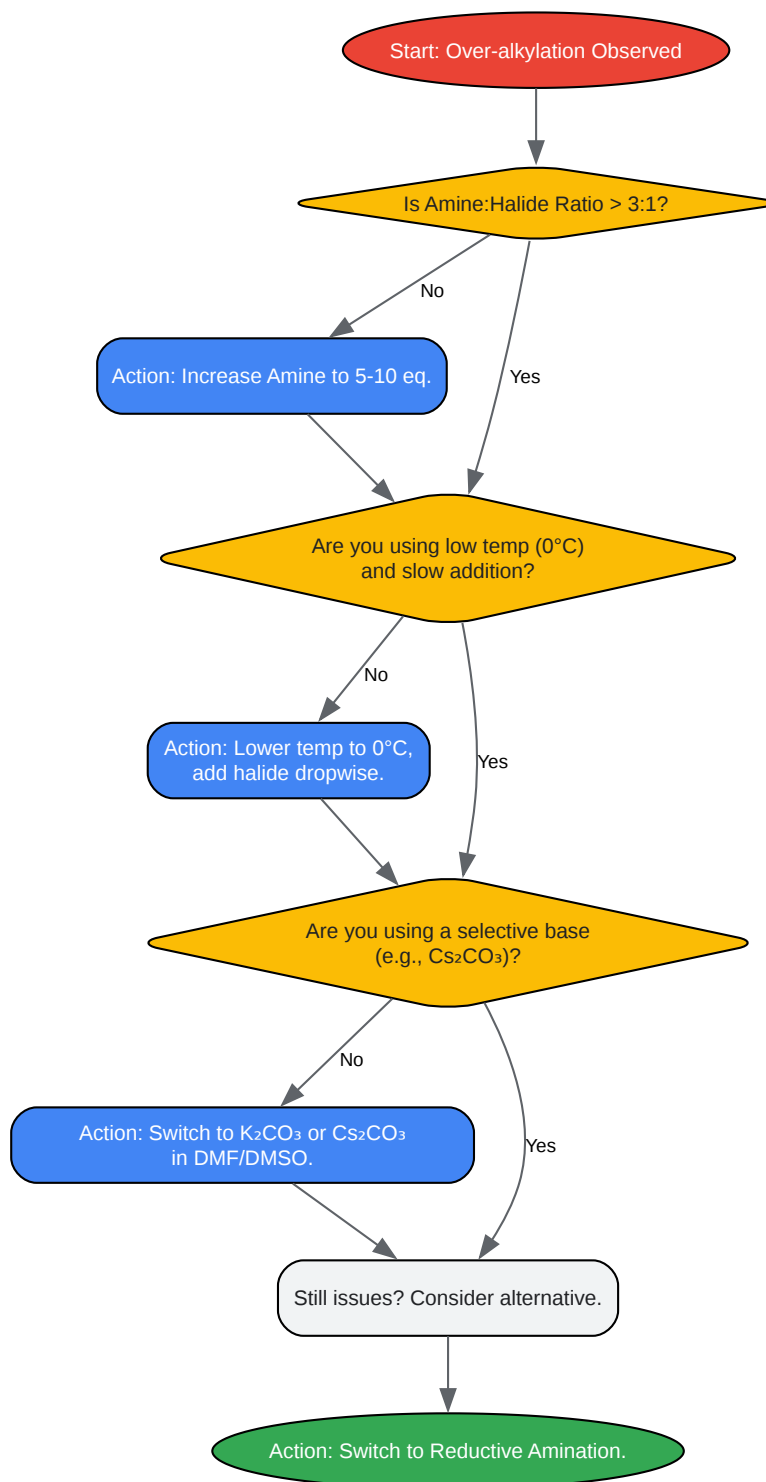 Start: Over-alkylation Observed
Is Amine:Halide Ratio > 3:1?
No
Action: Increase Amine to 5-10 eq.
Yes
Are you using low temp (0°C)
and slow addition?
No
Action: Lower temp to 0°C,
add halide dropwise.
Yes
Are you using a selective base
(e.g., Cs₂CO₃)?
No
Action: Switch to K₂CO₃ or Cs₂CO₃
in DMF/DMSO.
Yes
Still issues? Consider alternative.
Action: Switch to Reductive Amination.